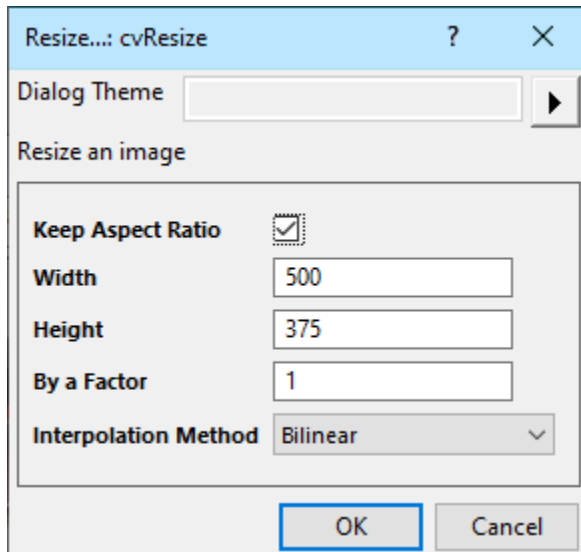 Resize...: cvResize ?
Dialog Theme
Resize an image
Keep Aspect Ratio
Width 500
Height 375
By a Factor 1
Interpolation Method Bilinear
OK Cancel